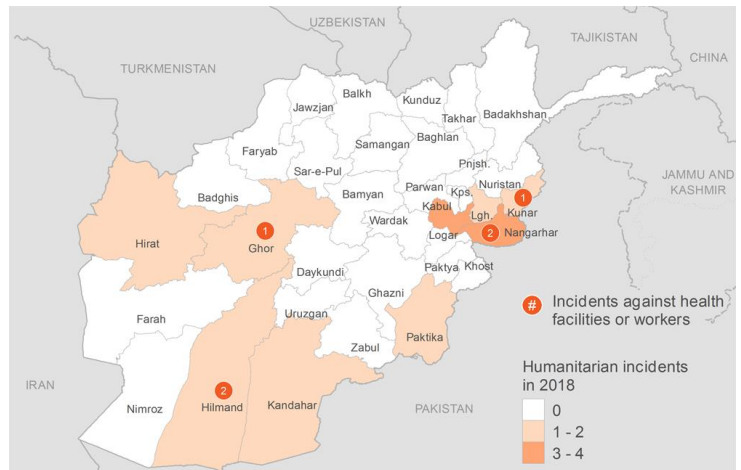 UZBEKISTAN
TAJIKISTAN
CHINA
TURKMENISTAN
Balkh
Kunduz
Jawzjan
Takhar
Badakhshan
Faryab
Samangan
Baghlan
Sar-e-Pul
Pnjsh.
JAMMU AND
KASHMIR
Badghis
Bamyan
Parwan
Kps.
Nuristan
1
Kabul
Lgh.
Kunar
Wardak
1
2
Nangarhar
Hirat
Ghor
Logar
Daykundi
Paktya
Khost
Ghazni
# Incidents against health
facilities or workers
Farah
Uruzgan
Paktika
Zabul
Humanitarian incidents
in 2018
IRAN
2
Nimroz
Hilmand
Kandahar
PAKISTAN
0
1 - 2
3 - 4